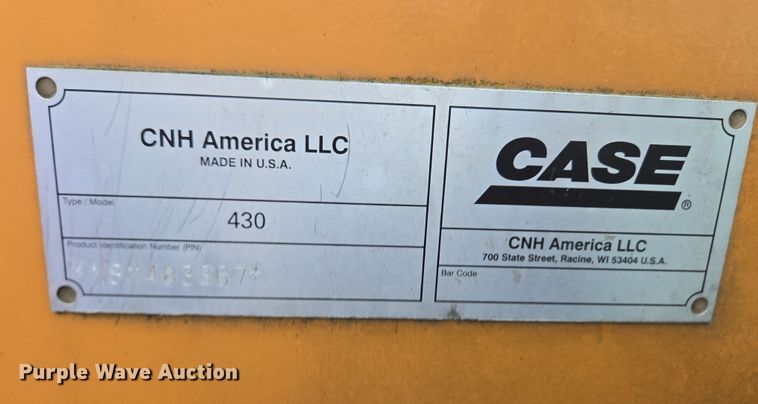 CNH America LLC
MADE IN U.S.A.
Type / Model
430
Product Identification Number (PIN)
CASE
®
CNH America LLC
700 State Street, Racine, WI 53404 U.S.A.
Bar Code
Purple Wave Auction